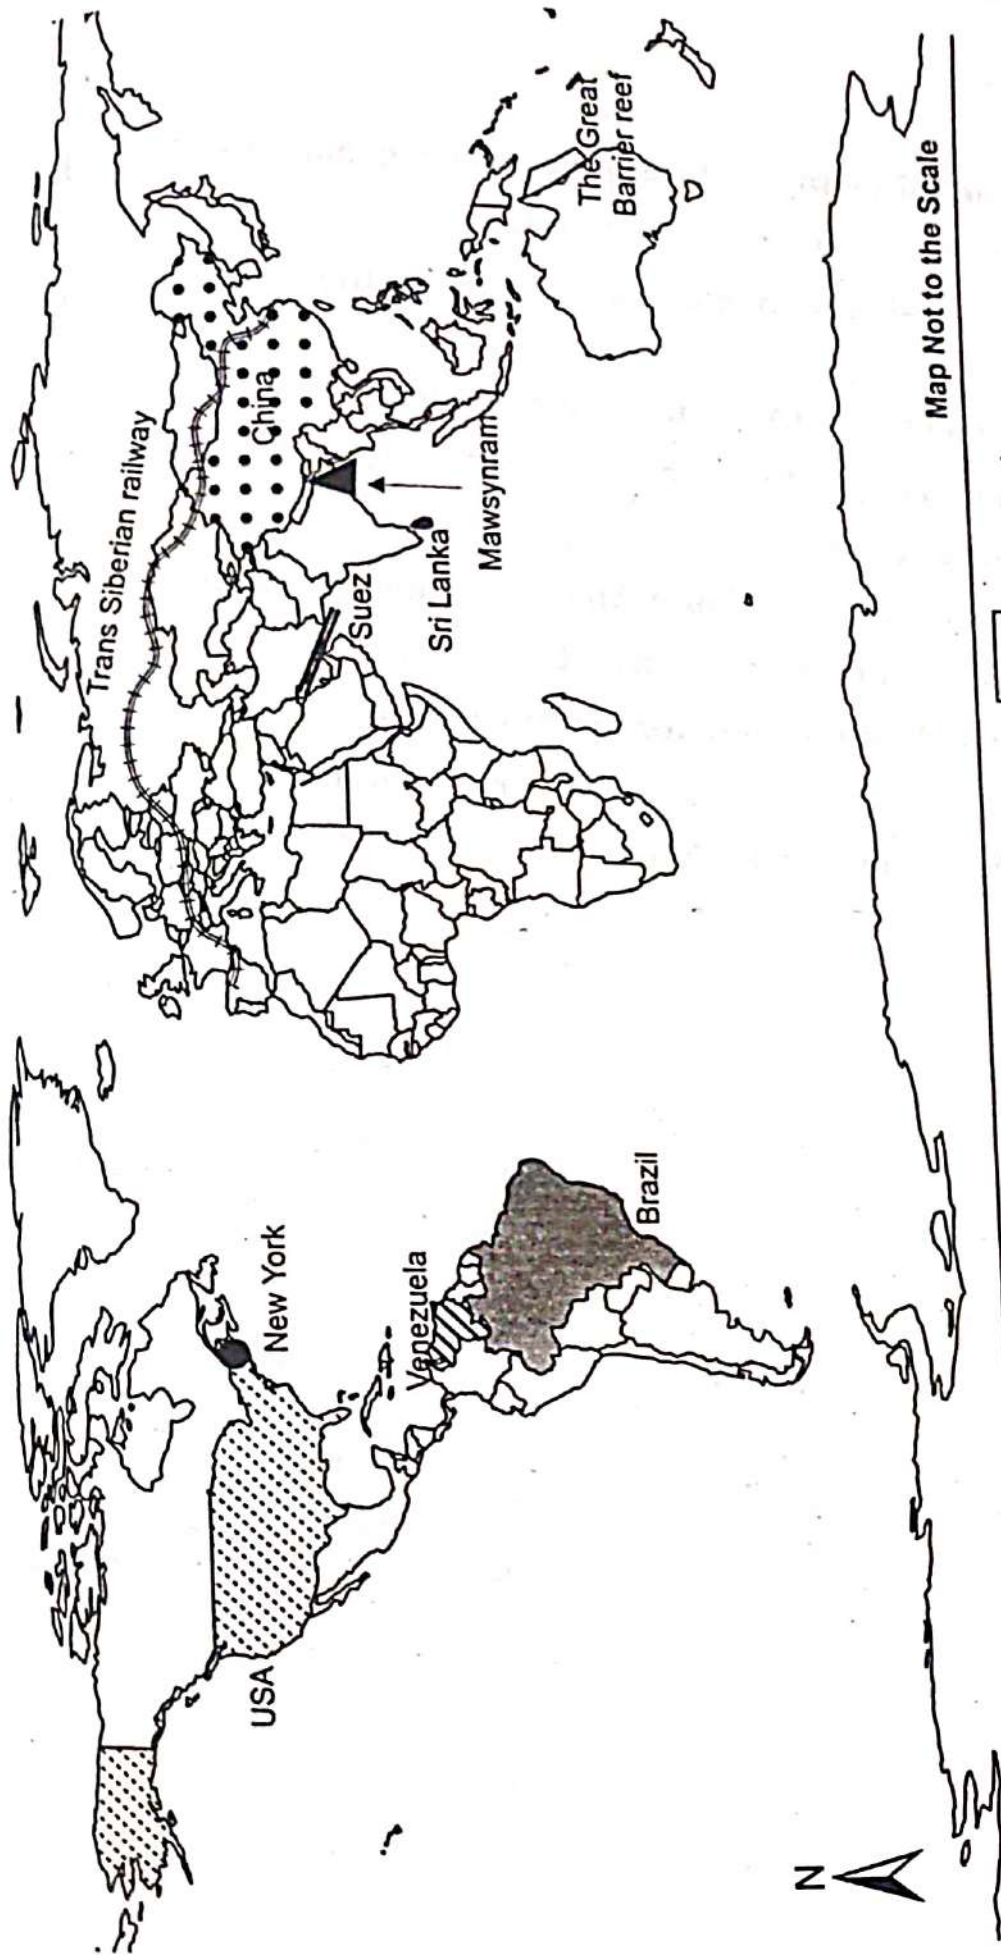 Trans Siberian railway
China
New York
USA
Suez
Mawsynram
Sri Lanka
Venezuela
The Great
Barrier reef
Brazil
N
Map Not to the Scale